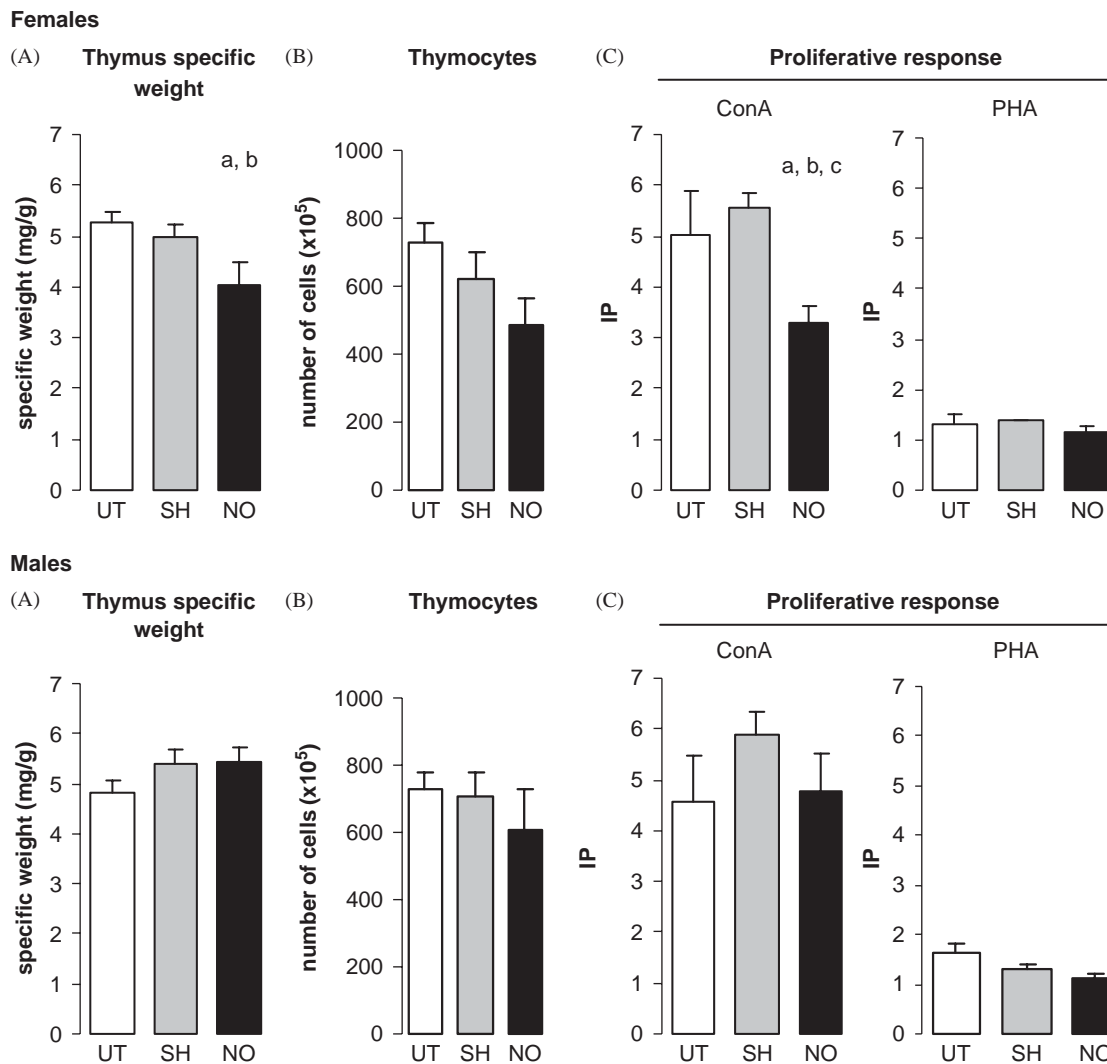 Females
(A) Thymus specific weight
(B) Thymocytes
(C) Proliferative response
ConA
PHA
specific weight (mg/g)
7
6
5
4
3
2
1
0
a, b
UT SH NO
number of cells (x10⁵)
1000
800
600
400
200
0
UT SH NO
IP
7
6
5
4
3
2
1
0
a, b, c
UT SH NO
IP
7
6
5
4
3
2
1
0
UT SH NO
Males
(A) Thymus specific weight
(B) Thymocytes
(C) Proliferative response
ConA
PHA
specific weight (mg/g)
7
6
5
4
3
2
1
0
UT SH NO
number of cells (x10⁵)
1000
800
600
400
200
0
UT SH NO
IP
7
6
5
4
3
2
1
0
UT SH NO
IP
7
6
5
4
3
2
1
0
UT SH NO